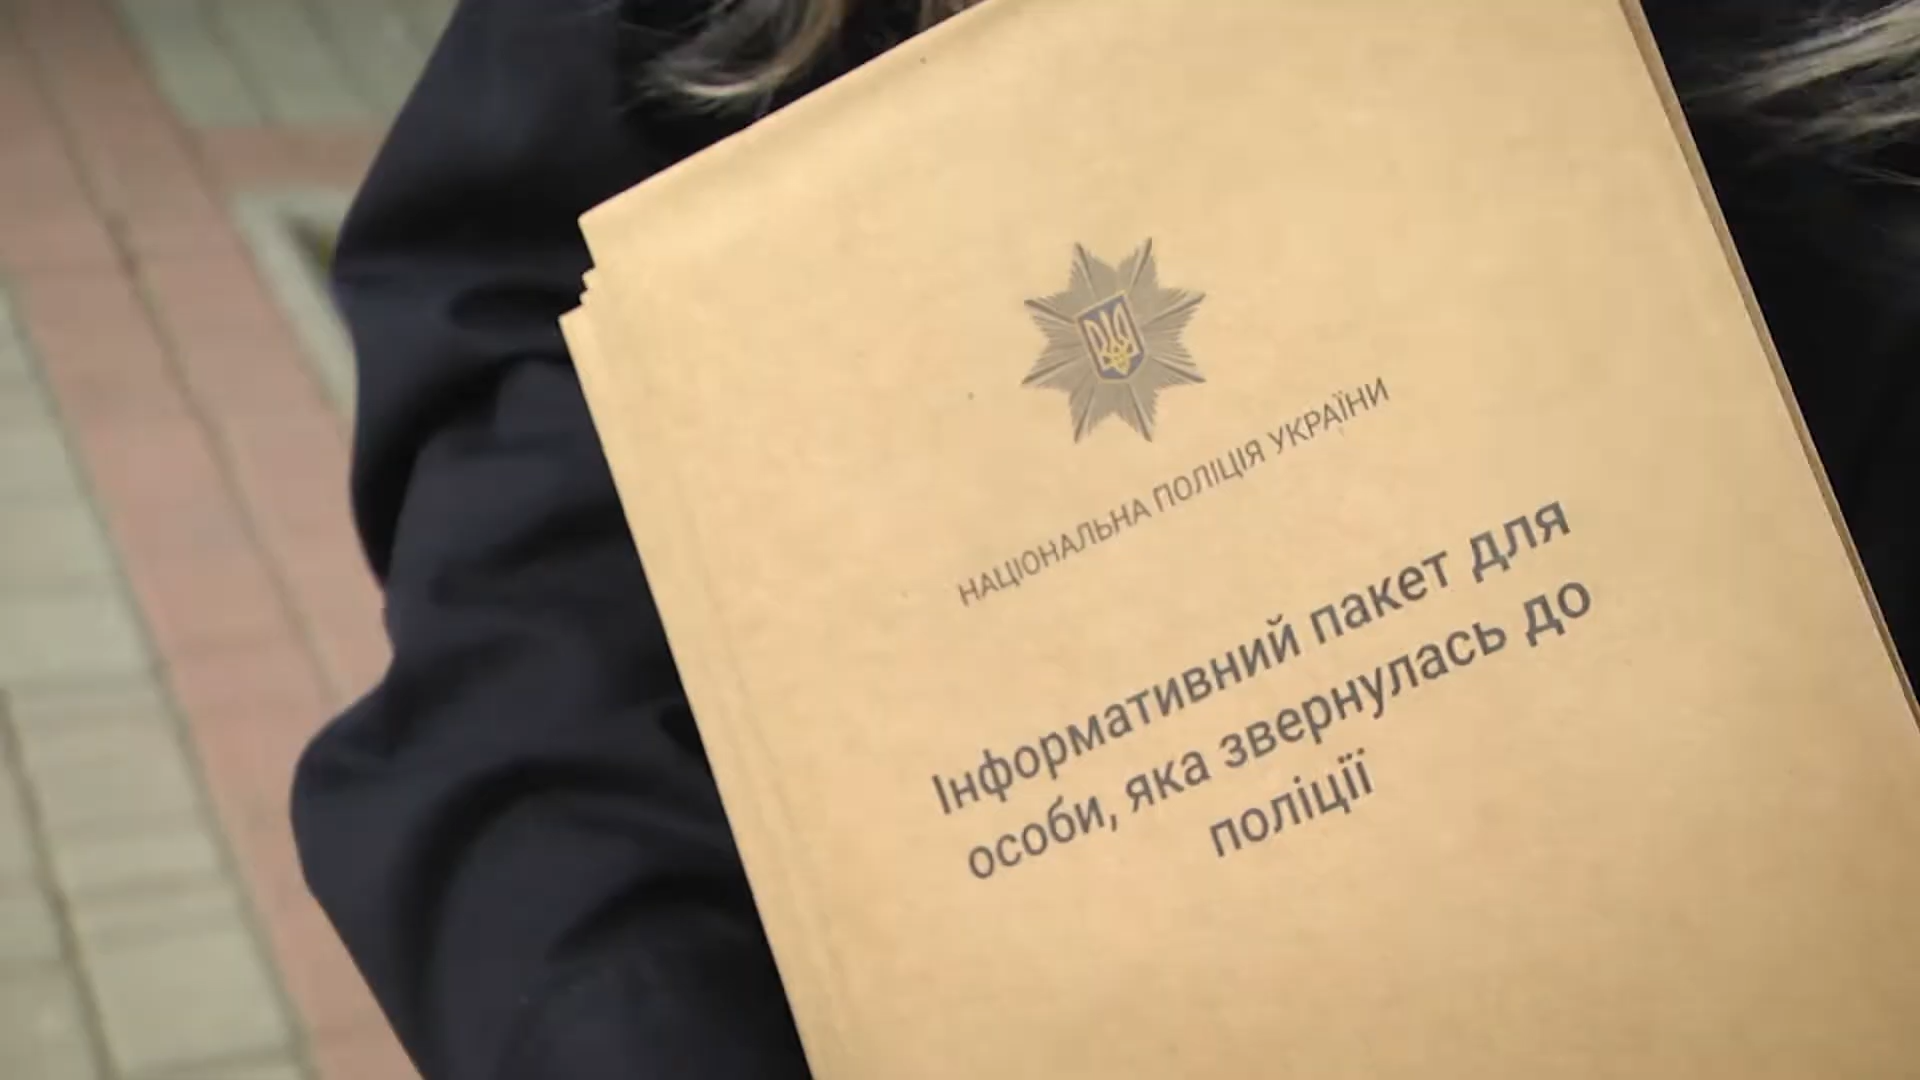 НАЦІОНАЛЬНА ПОЛІЦІЯ УКРАЇНИ
Інформативний пакет для
особи, яка звернулась до
поліції